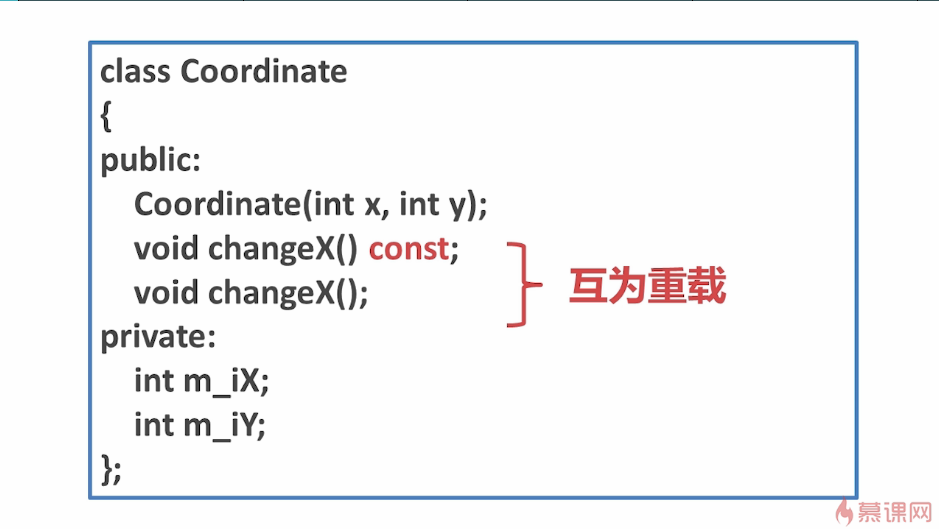 class Coordinate
{
public:
Coordinate(int x, int y);
void changeX() const;
void changeX();
互为重载
private:
int m_iX;
int m_iY;
};
慕课网